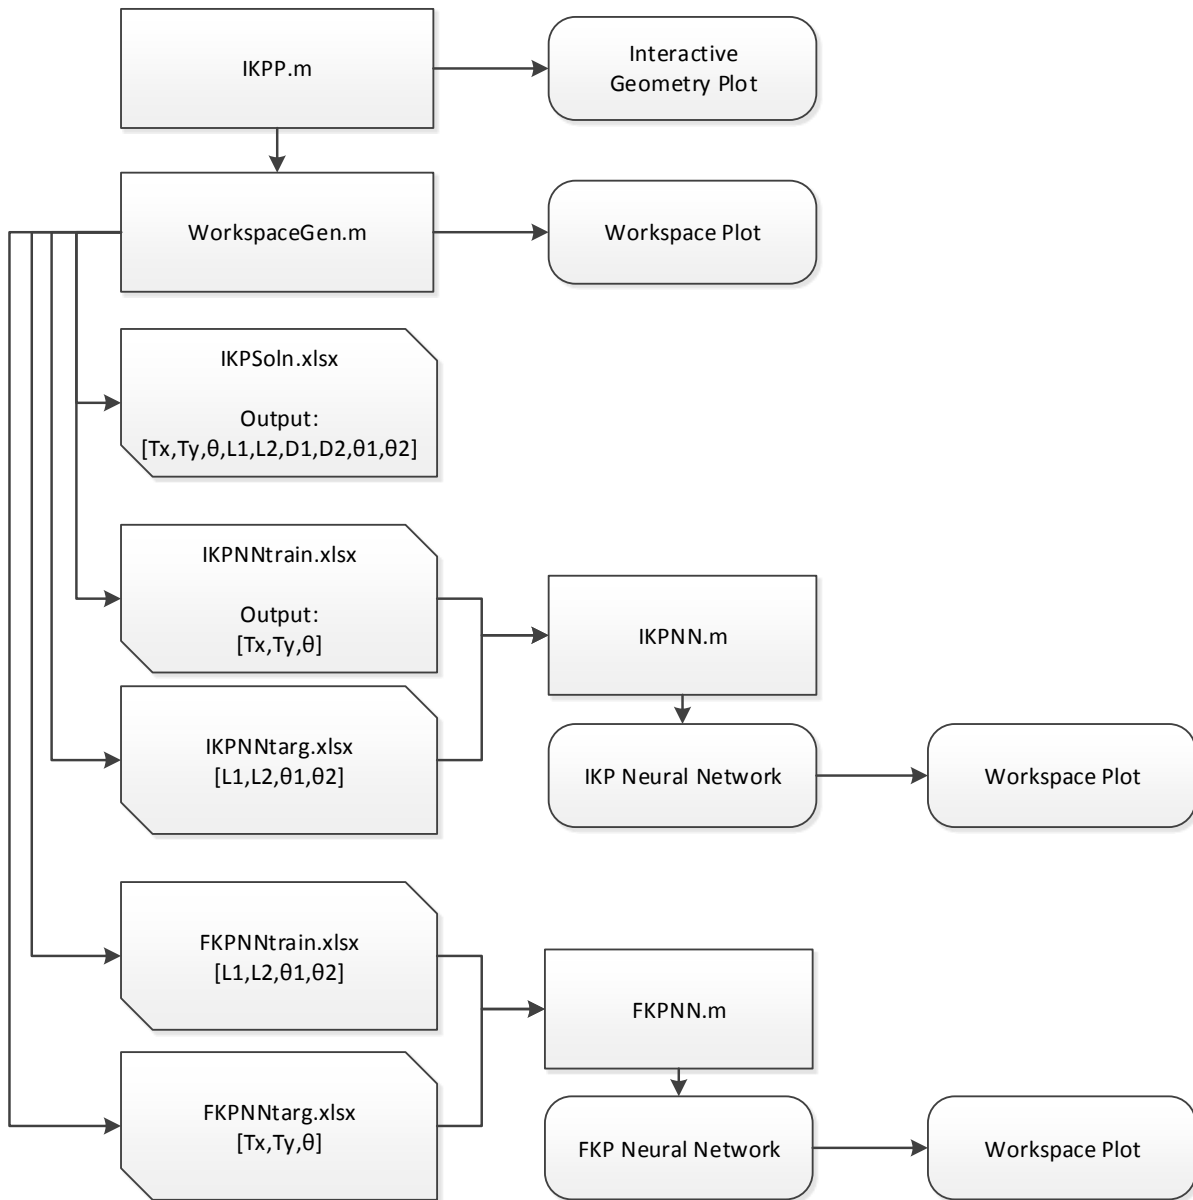 IKPP.m
Interactive
Geometry Plot
WorkspaceGen.m
Workspace Plot
IKPSoln.xlsx
Output:
[Tx,Ty,θ,L1,L2,D1,D2,θ1,θ2]
IKPNNtrain.xlsx
Output:
[Tx,Ty,θ]
IKPNN.m
IKPNNtarg.xlsx
[L1,L2,θ1,θ2]
IKP Neural Network
Workspace Plot
FKPNNtrain.xlsx
[L1,L2,θ1,θ2]
FKPNN.m
FKPNNtarg.xlsx
[Tx,Ty,θ]
FKP Neural Network
Workspace Plot